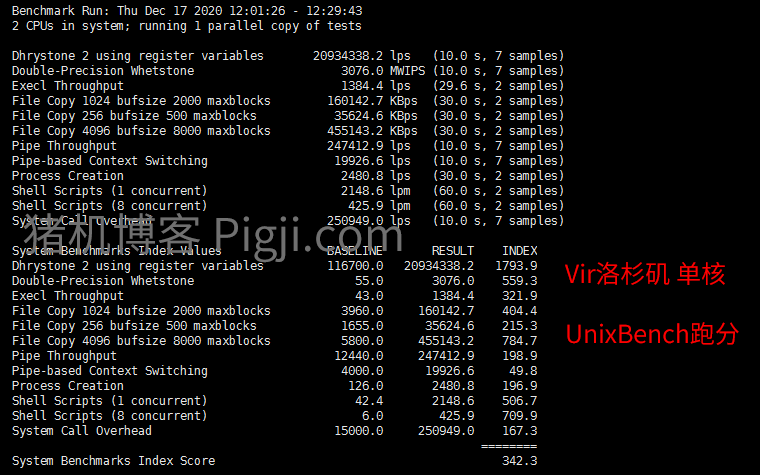 Benchmark Run: Thu Dec 17 2020 12:01:26 - 12:29:43
2 CPUs in system; running 1 parallel copy of tests
Dhrystone 2 using register variables 20934338.2 lps (10.0 s, 7 samples)
Double-Precision Whetstone 3076.0 MWIPS (10.0 s, 7 samples)
Execl Throughput 1384.4 lps (29.6 s, 2 samples)
File Copy 1024 bufsize 2000 maxblocks 160142.7 KBps (30.0 s, 2 samples)
File Copy 256 bufsize 500 maxblocks 35624.6 KBps (30.0 s, 2 samples)
File Copy 4096 bufsize 8000 maxblocks 455143.2 KBps (30.0 s, 2 samples)
Pipe Throughput 247412.9 lps (10.0 s, 7 samples)
Pipe-based Context Switching 19926.6 lps (10.0 s, 7 samples)
Process Creation 2480.8 lps (30.0 s, 2 samples)
Shell Scripts (1 concurrent) 2148.6 lpm (60.0 s, 2 samples)
Shell Scripts (8 concurrent) 425.9 lpm (60.0 s, 2 samples)
System Call Overhead 250949.0 lps (10.0 s, 7 samples)
猪机博客 Pigji.com
System Benchmarks Index Values BASELINE RESULT INDEX
Dhrystone 2 using register variables 116700.0 20934338.2 1793.9
Double-Precision Whetstone 55.0 3076.0 559.3
Execl Throughput 43.0 1384.4 321.9
File Copy 1024 bufsize 2000 maxblocks 3960.0 160142.7 404.4
File Copy 256 bufsize 500 maxblocks 1655.0 35624.6 215.3
File Copy 4096 bufsize 8000 maxblocks 5800.0 455143.2 784.7
Pipe Throughput 12440.0 247412.9 198.9
Pipe-based Context Switching 4000.0 19926.6 49.8
Process Creation 126.0 2480.8 196.9
Shell Scripts (1 concurrent) 42.4 2148.6 506.7
Shell Scripts (8 concurrent) 6.0 425.9 709.9
System Call Overhead 15000.0 250949.0 167.3
========
System Benchmarks Index Score 342.3
Vir洛杉矶 单核
UnixBench跑分